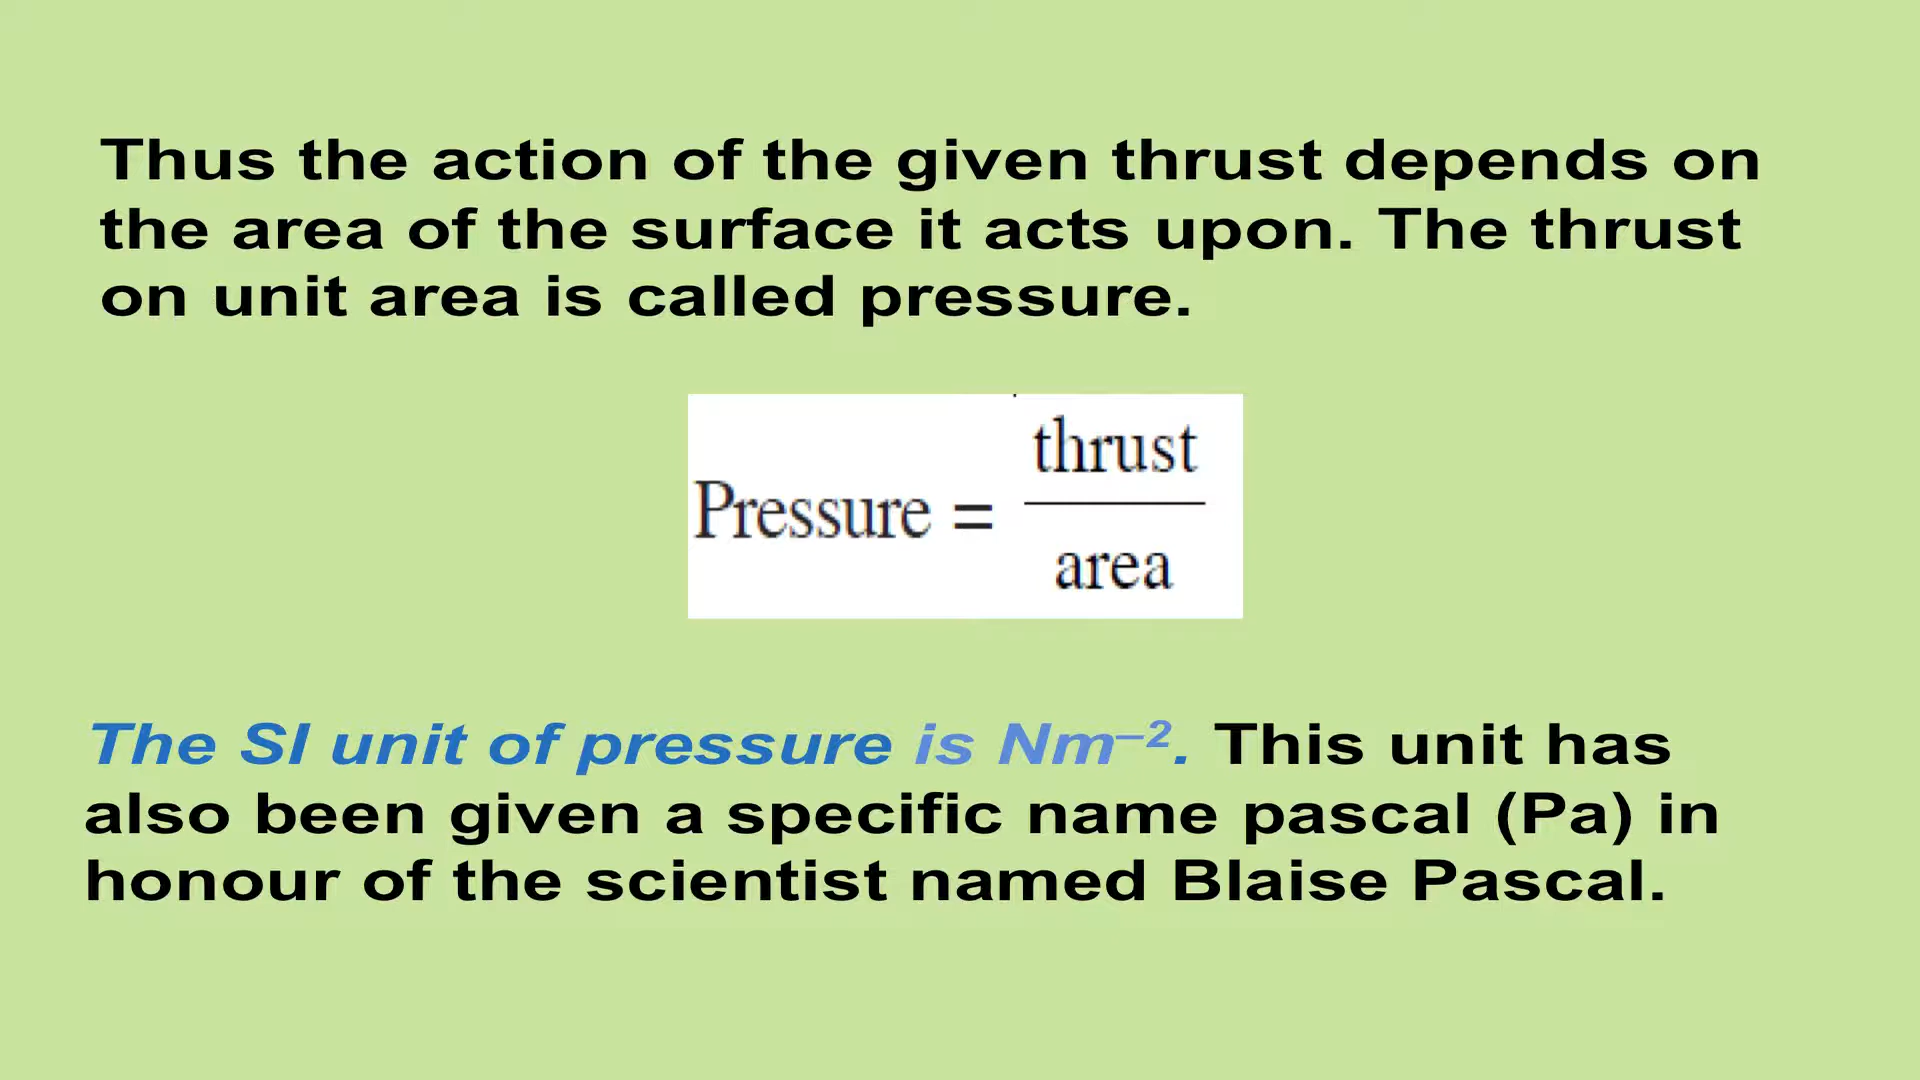 Thus the action of the given thrust depends on
the area of the surface it acts upon. The thrust
on unit area is called pressure.
Pressure = thrust
area
The SI unit of pressure is Nm⁻². This unit has
also been given a specific name pascal (Pa) in
honour of the scientist named Blaise Pascal.